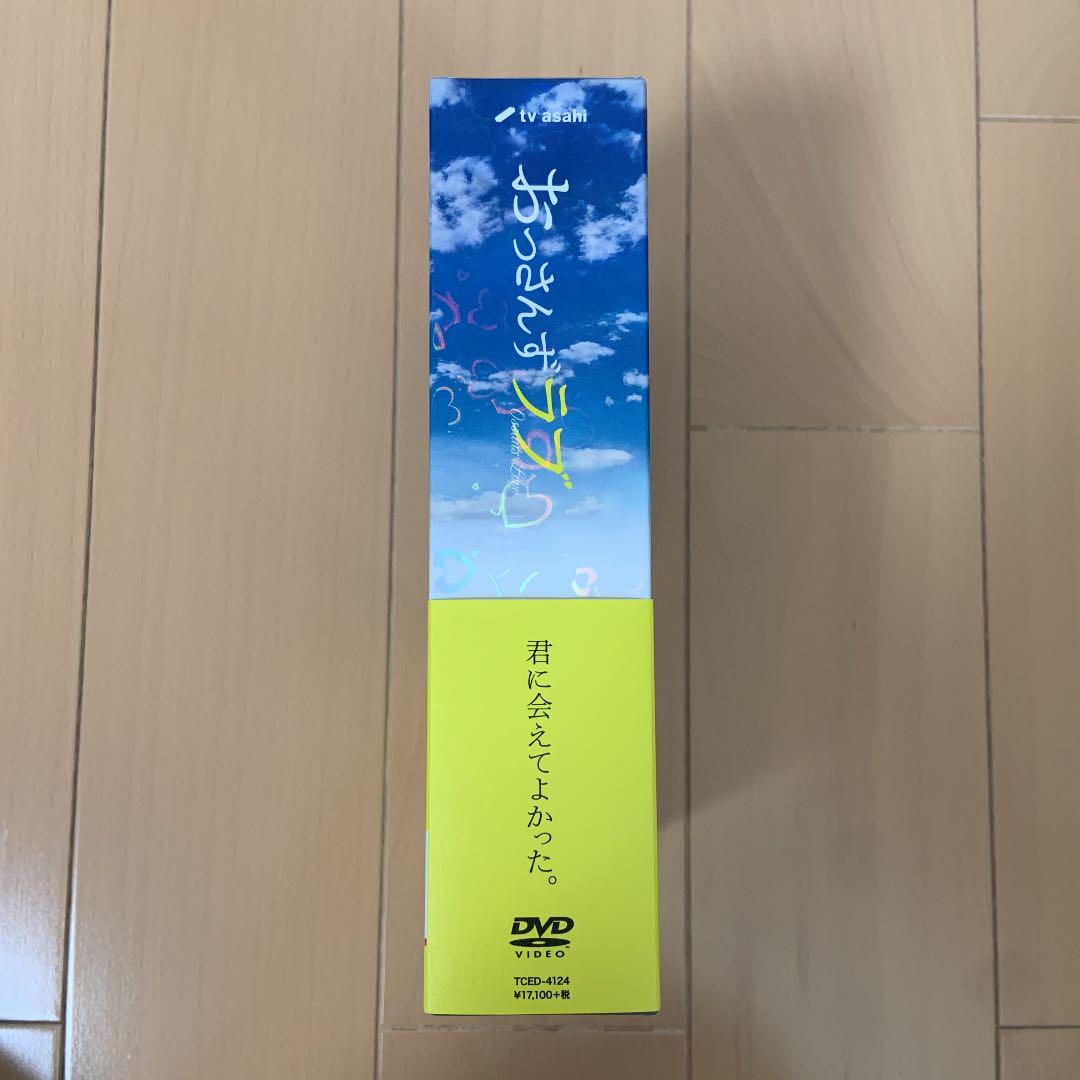 tv asahi
おっさんずラブ
君に会えてよかった。
DVD
VIDEO
TCED-4124
¥17,100+税